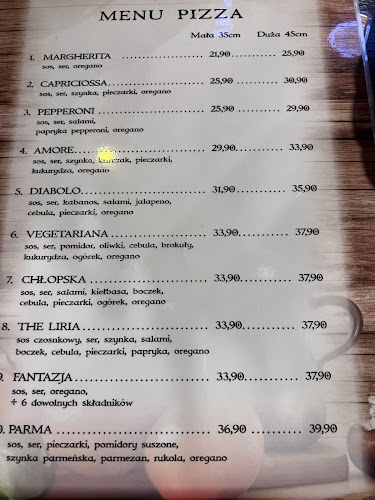 MENU PIZZA
Mała 35cm Duża 45cm
1. MARGHERITA .................... 21,90 ............ 25,90
sos, ser, oregano
2. CAPRICIOSSA .................... 25,90 ............ 30,90
sos, ser, szynka, pieczarki, oregano
3. PEPPERONI .................... 25,90 ............ 29,90
sos, ser, salami,
papryka pepperoni, oregano
4. AMORE .................... 29,90 ............ 33,90
sos, ser, szynka, kurczak, pieczarki,
kukurydza, oregano
5. DIABOLO .................... 31,90 ............ 35,90
sos, ser, kabanos, salami, jalapeno,
cebula, pieczarki, oregano
6. VEGETARIANA .................... 33,90 ............ 37,90
sos, ser, pomidor, oliwki, cebula, brokuły,
kukurydza, ogórek, oregano
7. CHŁOPSKA .................... 33,90 ............ 37,90
sos, ser, salami, kiełbasa, boczek,
cebula, pieczarki, ogórek, oregano
8. THE LIRIA .................... 33,90 ............ 37,90
sos czosnkowy, ser, szynka, salami,
boczek, cebula, pieczarki, papryka, oregano
9. FANTAZJA .................... 33,90 ............ 37,90
sos, ser, oregano,
+ 6 dowolnych składników
0. PARMA .................... 36,90 ............ 39,90
sos, ser, pieczarki, pomidory suszone,
szynka parmeńska, parmezan, rukola, oregano